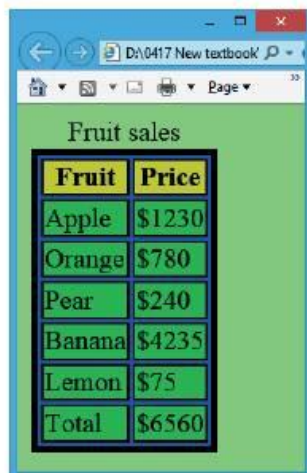 D:\0417 New textbook\
Page
Fruit sales
Fruit Price
Apple $1230
Orange $780
Pear $240
Banana $4235
Lemon $75
Total $6560